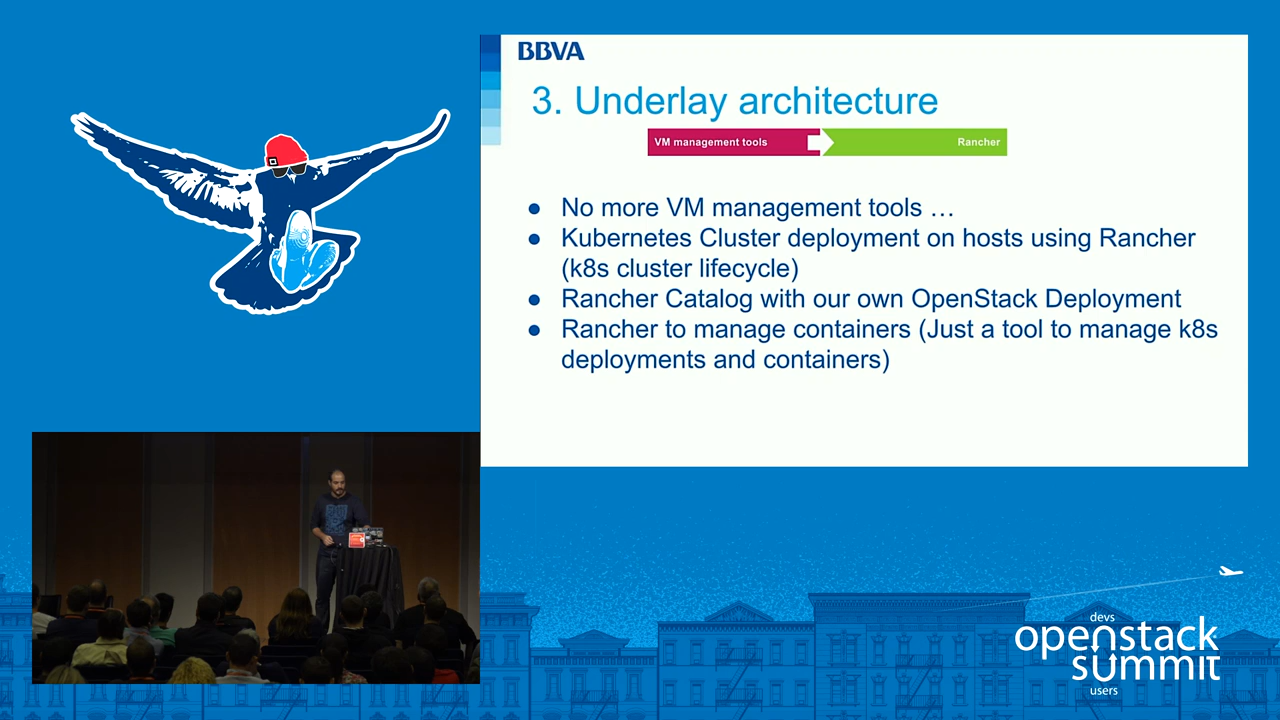 BBVA
3. Underlay architecture
VM management tools
Rancher
● No more VM management tools …
● Kubernetes Cluster deployment on hosts using Rancher
(k8s cluster lifecycle)
● Rancher Catalog with our own OpenStack Deployment
● Rancher to manage containers (Just a tool to manage k8s
deployments and containers)
devs
openstack
summit
users